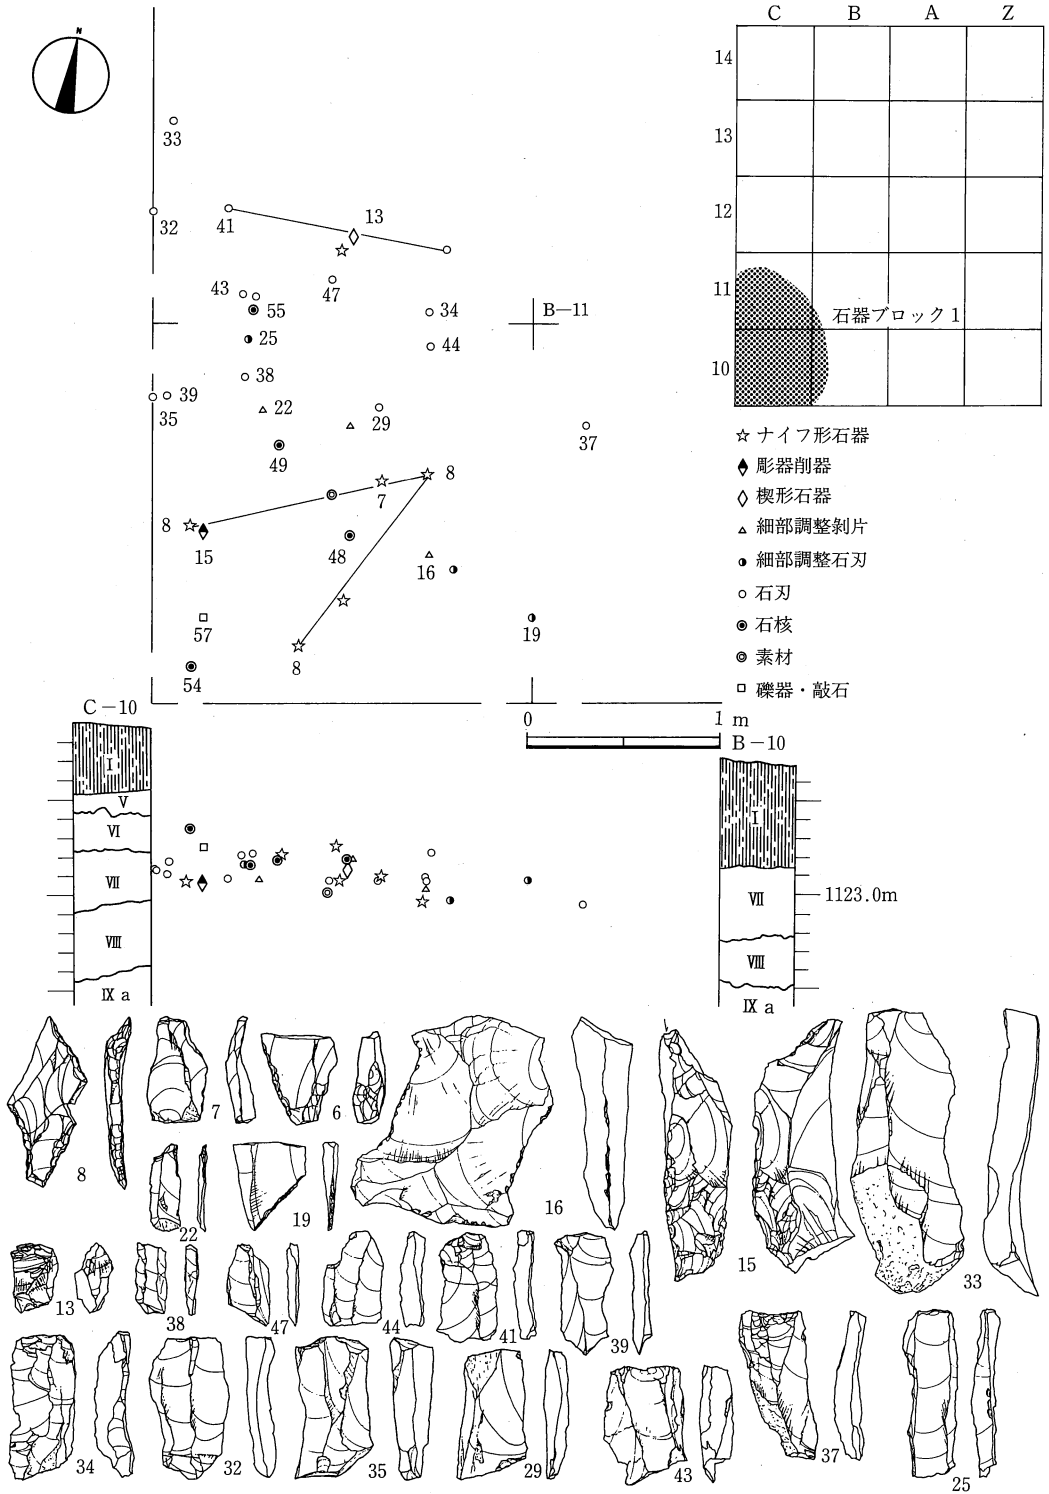 N
C B A Z
14
13
12
11
10
石器ブロック1
33
32
41
13
47
43
55
34
B—11
25
44
38
39
35
22
29
37
49
8
7
8
15
48
16
57
19
8
54
☆ ナイフ形石器
彫器削器
◇ 楔形石器
△ 細部調整剝片
◑ 細部調整石刃
○ 石刃
◉ 石核
◎ 素材
□ 礫器・敲石
C-10
0 1 m
B-10
I
V
VI
VII
VIII
IX a
I
VII
1123.0m
VIII
IX a
8
7
6
16
15
33
22
19
13
38
47
44
41
39
34
32
35
29
43
37
25